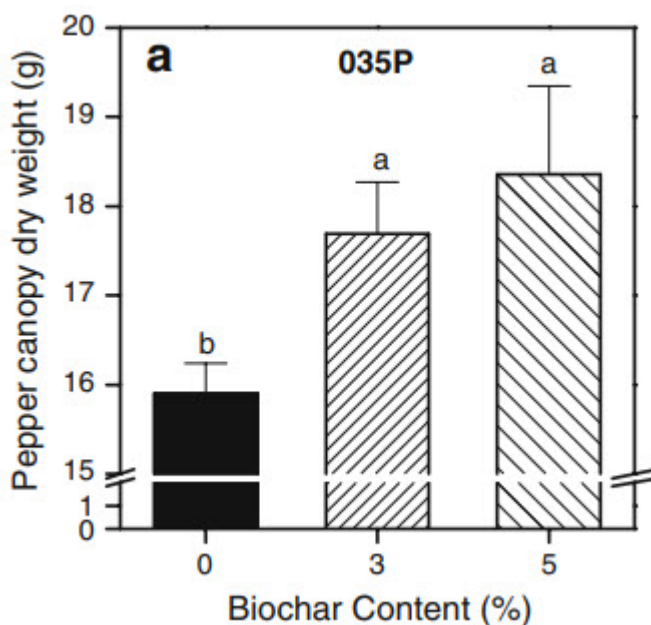 a
035P
Pepper canopy dry weight (g)
20
19
18
17
16
15
1
0
b
a
a
0
3
5
Biochar Content (%)